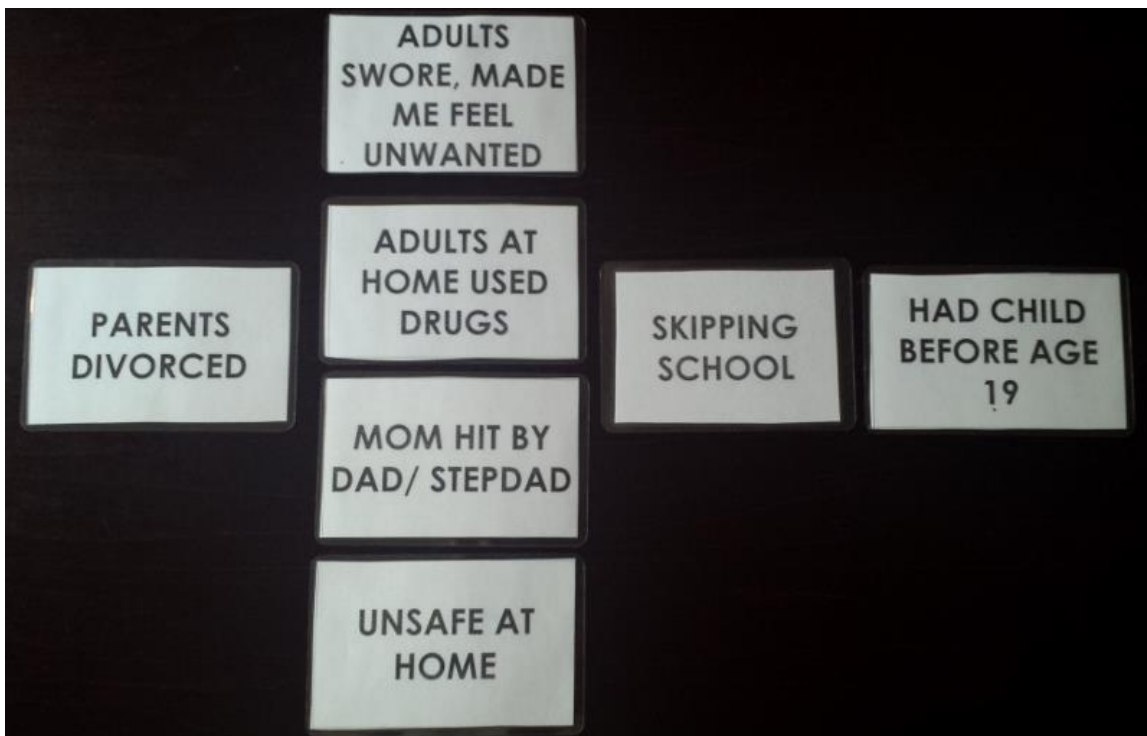 PARENTS
DIVORCED
ADULTS
SWORE, MADE
ME FEEL
UNWANTED
ADULTS AT
HOME USED
DRUGS
MOM HIT BY
DAD/ STEPDAD
UNSAFE AT
HOME
SKIPPING
SCHOOL
HAD CHILD
BEFORE AGE
19